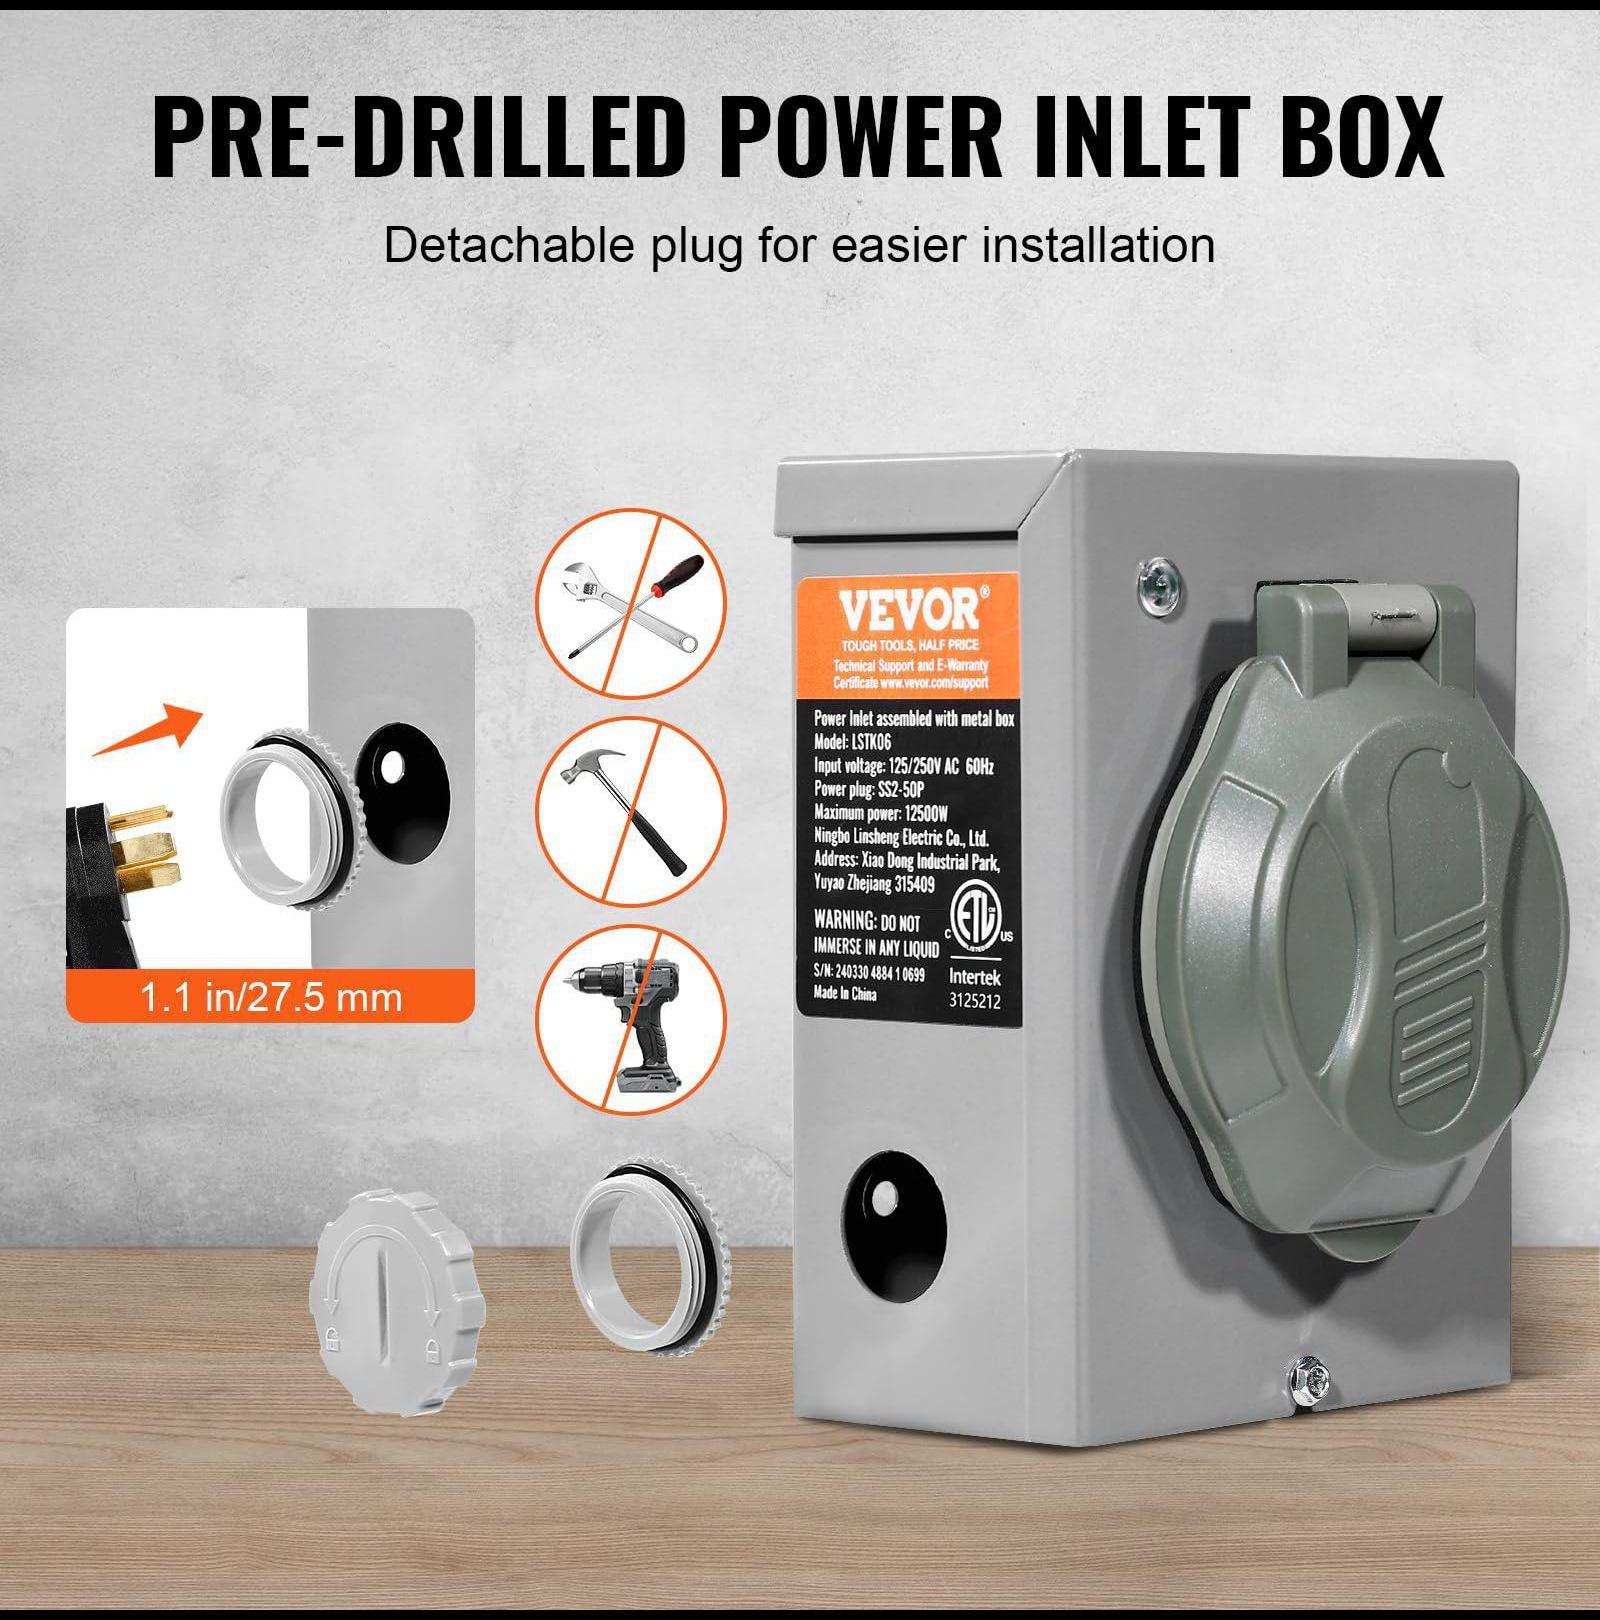 PRE-DRILLED POWER INLET BOX
Detachable plug for easier installation
VEVOR®
TOUGH TOOLS, HALF PRICE
Technical Support and E-Warranty
Certificate www.vevor.com/support
Power Inlet assembled with metal box
Model: LSTK06
Input voltage: 125/250V AC 60Hz
Power plug: SS2-50P
Maximum power: 12500W
Ningbo Linsheng Electric Co., Ltd.
Address: Xiao Dong Industrial Park,
Yuyao Zhejiang 315409
WARNING: DO NOT
IMMERSE IN ANY LIQUID
S/N: 240330 4884 1 0699
Made In China
ETL CM
LISTED
C US
Intertek
3125212
1.1 in/27.5 mm